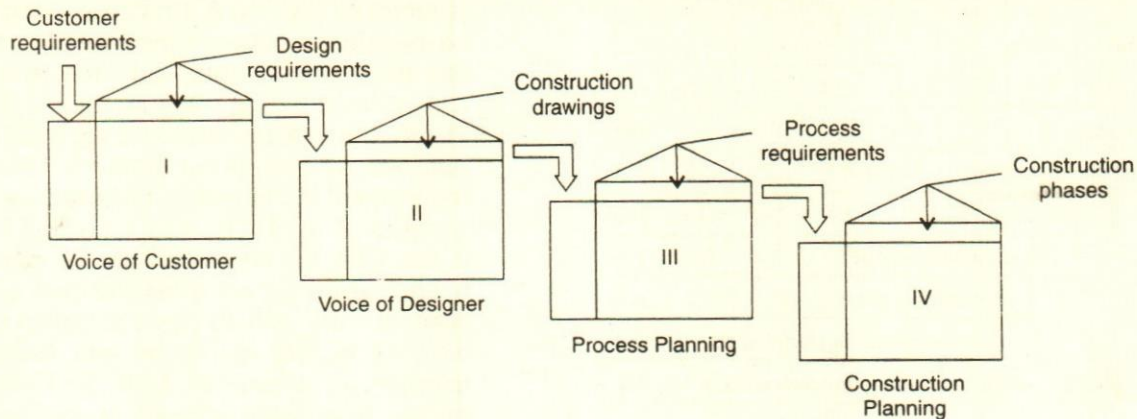 Customer
requirements
Design
requirements
Construction
drawings
Process
requirements
Construction
phases
I
II
III
IV
Voice of Customer
Voice of Designer
Process Planning
Construction
Planning